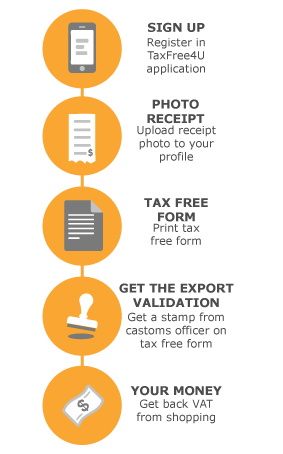 SIGN UP
Register in
TaxFree4U
application
PHOTO
RECEIPT
Upload receipt
photo to your
profile
$
TAX FREE
FORM
Print tax
free form
GET THE EXPORT
VALIDATION
Get a stamp from
customs officer on
tax free form
YOUR MONEY
Get back VAT
from shopping
$